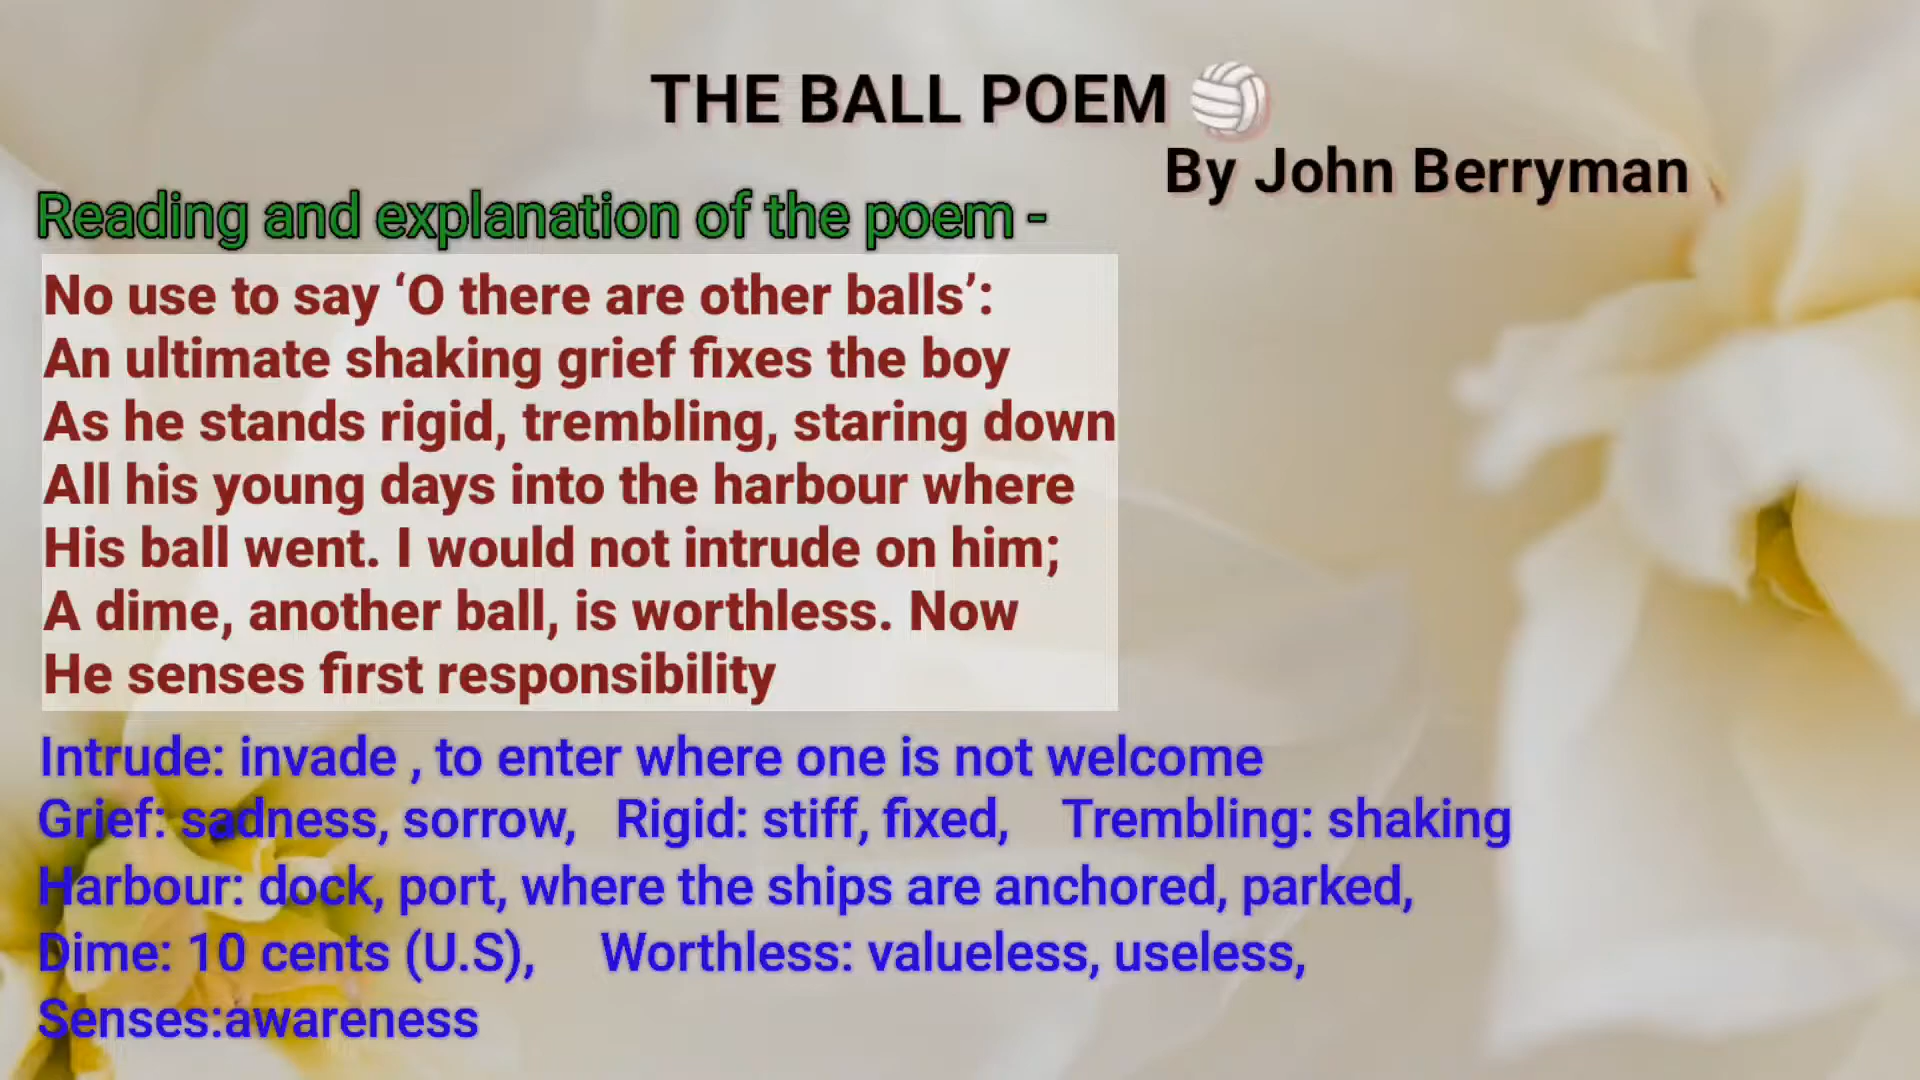 THE BALL POEM
By John Berryman
Reading and explanation of the poem -
No use to say ‘O there are other balls’:
An ultimate shaking grief fixes the boy
As he stands rigid, trembling, staring down
All his young days into the harbour where
His ball went. I would not intrude on him;
A dime, another ball, is worthless. Now
He senses first responsibility
Intrude: invade , to enter where one is not welcome
Grief: sadness, sorrow, Rigid: stiff, fixed, Trembling: shaking
Harbour: dock, port, where the ships are anchored, parked,
Dime: 10 cents (U.S), Worthless: valueless, useless,
Senses:awareness